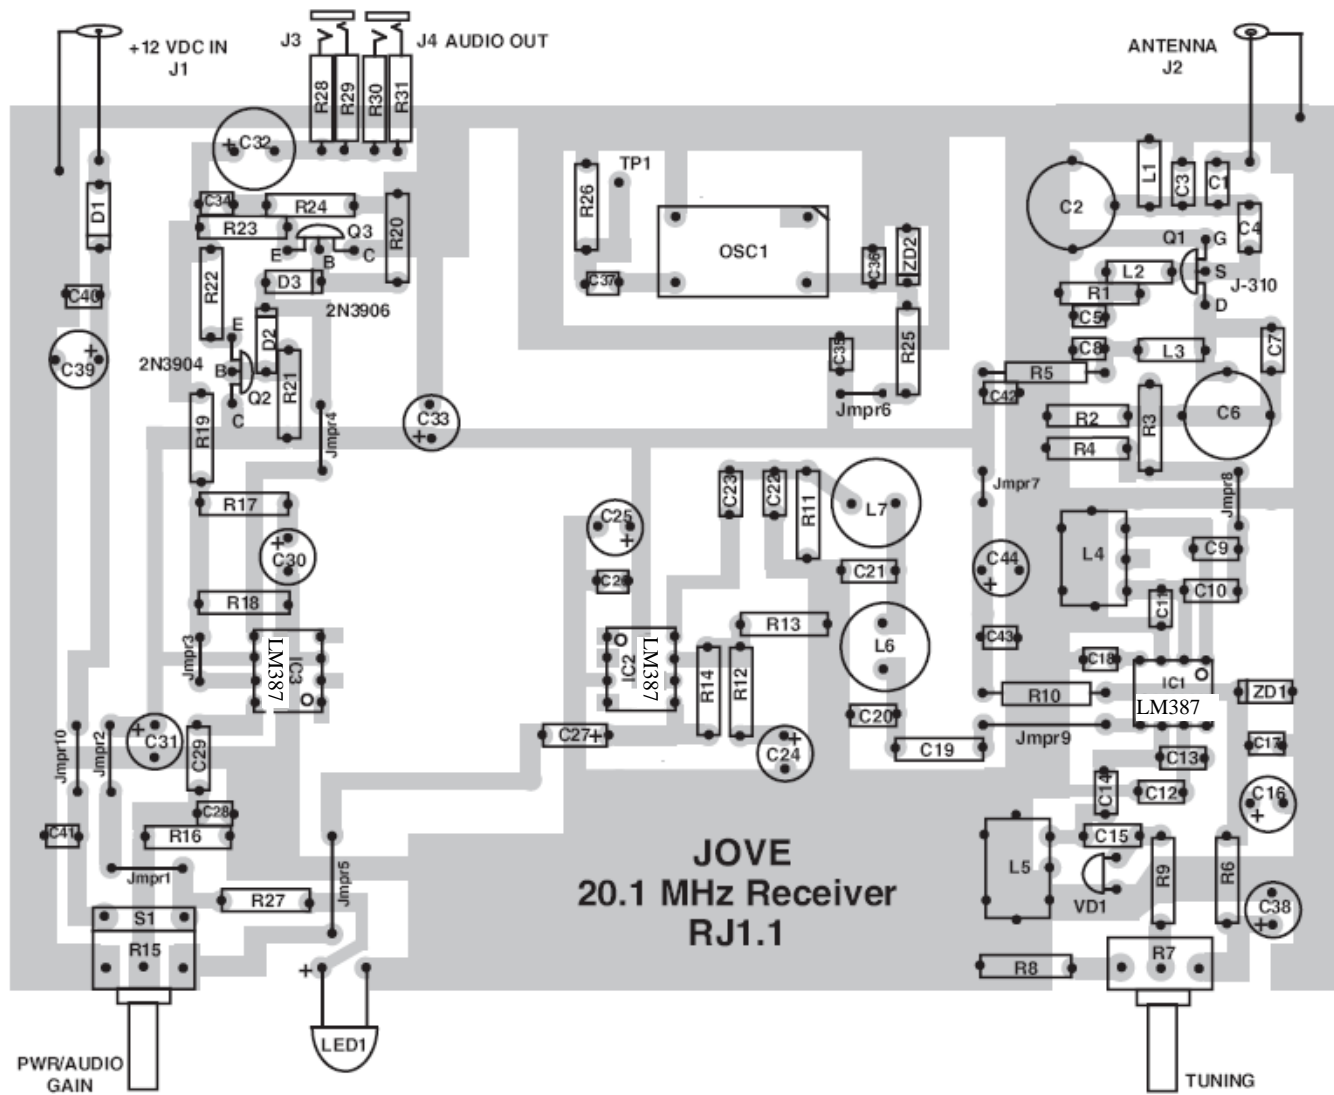 +12 VDC IN
J1
J3
J4 AUDIO OUT
ANTENNA
J2
R28
R29
R30
R31
C32
+
TP1
L1
C3
C1
D1
C34
R24
R26
C2
R23
Q3
R20
OSC1
ZD2
C36
Q1
G
C4
E
B
C
R22
D3
C37
L2
S
R1
J-310
C40
2N3906
D
C5
E
D2
C35
R25
C8
L3
C7
2N3904
+
C39
B
R21
R5
Q2
C42
C
Jmpr6
Jmpr4
C33
+
R2
R3
C6
R19
R4
C23
C22
R11
L7
Jmpr7
Jmpr8
R17
C25
+
L4
C9
+
C30
C44
+
C21
C10
C11
R18
R13
L6
C43
Jmpr3
LM387
IC3
IC2
LM387
R14
R12
C18
IC1
LM387
R10
ZD1
C20
+
C31
C29
C27+
+
C24
C19
Jmpr9
C17
Jmpr10
Jmpr2
C13
C14
C12
C16
+
C28
C41
R16
C15
JOVE
20.1 MHz Receiver
RJ1.1
L5
Jmpr1
Jmpr5
R9
R6
VD1
R27
S1
C38
+
R15
R7
+
R8
LED1
PWR/AUDIO
GAIN
TUNING